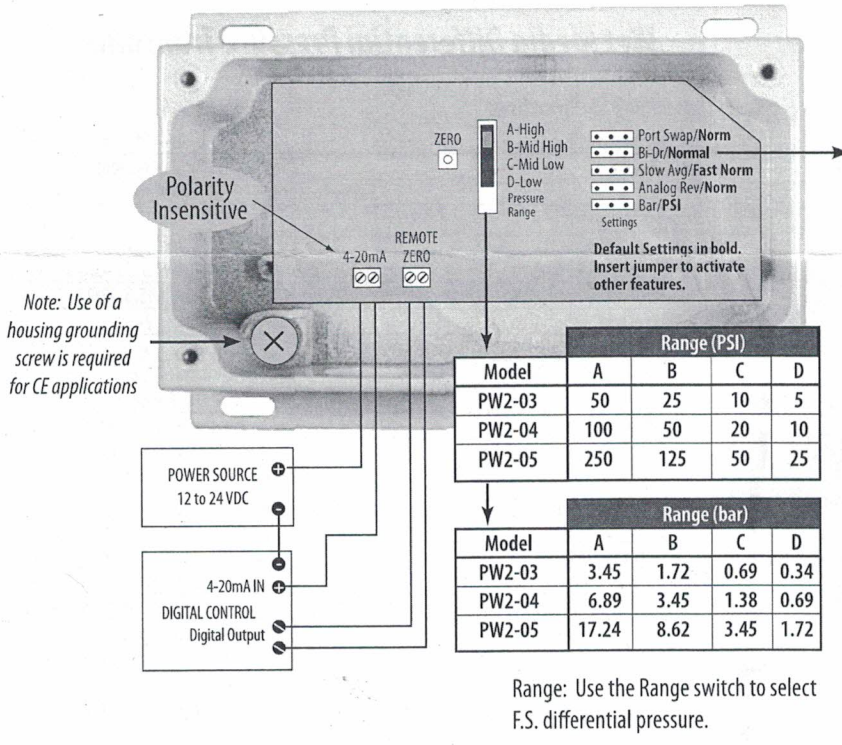 ZERO
A-High
B-Mid High
C-Mid Low
D-Low
Pressure
Range
Port Swap/Norm
Bi-Dr/Normal
Slow Avg/Fast Norm
Analog Rev/Norm
Bar/PSI
Settings
Default Settings in bold.
Insert jumper to activate
other features.
Polarity
Insensitive
4-20mA
REMOTE
ZERO
Note: Use of a
housing grounding
screw is required
for CE applications
Range (PSI)
Model A B C D
PW2-03 50 25 10 5
PW2-04 100 50 20 10
PW2-05 250 125 50 25
POWER SOURCE
12 to 24 VDC
4-20mA IN
DIGITAL CONTROL
Digital Output
Range (bar)
Model A B C D
PW2-03 3.45 1.72 0.69 0.34
PW2-04 6.89 3.45 1.38 0.69
PW2-05 17.24 8.62 3.45 1.72
Range: Use the Range switch to select
F.S. differential pressure.